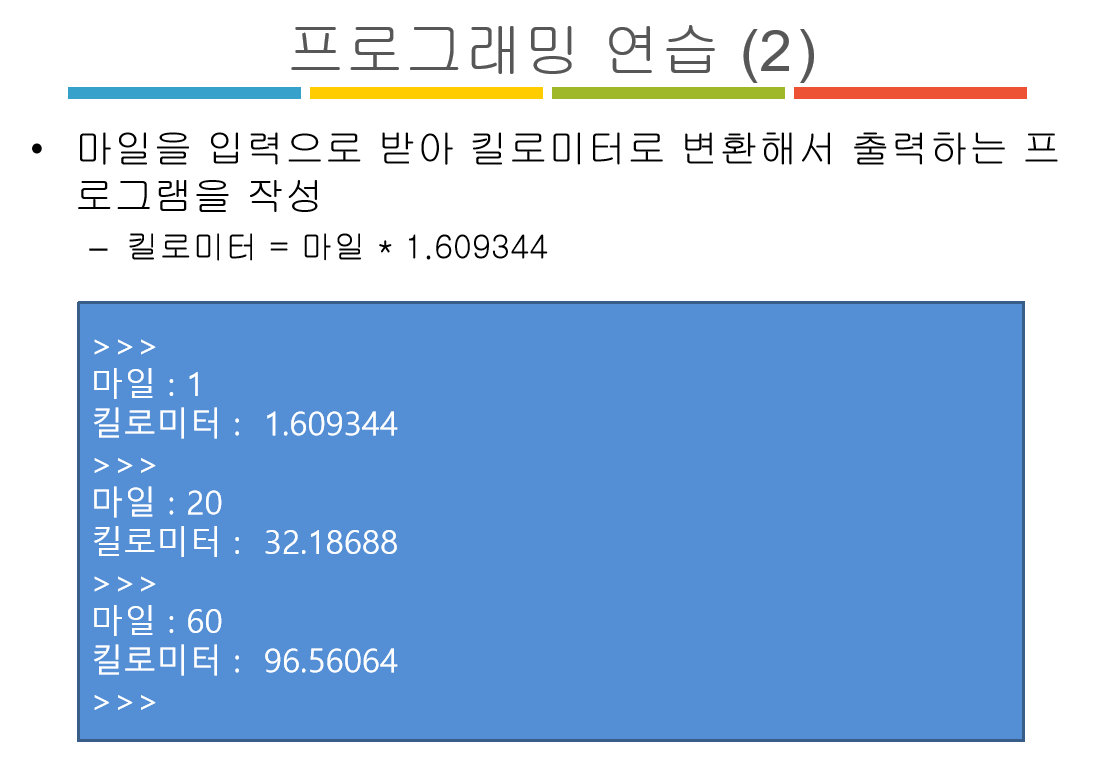 프로그래밍 연습 (2)
• 마일을 입력으로 받아 킬로미터로 변환해서 출력하는 프
로그램을 작성
– 킬로미터 = 마일 * 1.609344
>>>
마일 : 1
킬로미터 :  1.609344
>>>
마일 : 20
킬로미터 :  32.18688
>>>
마일 : 60
킬로미터 :  96.56064
>>>